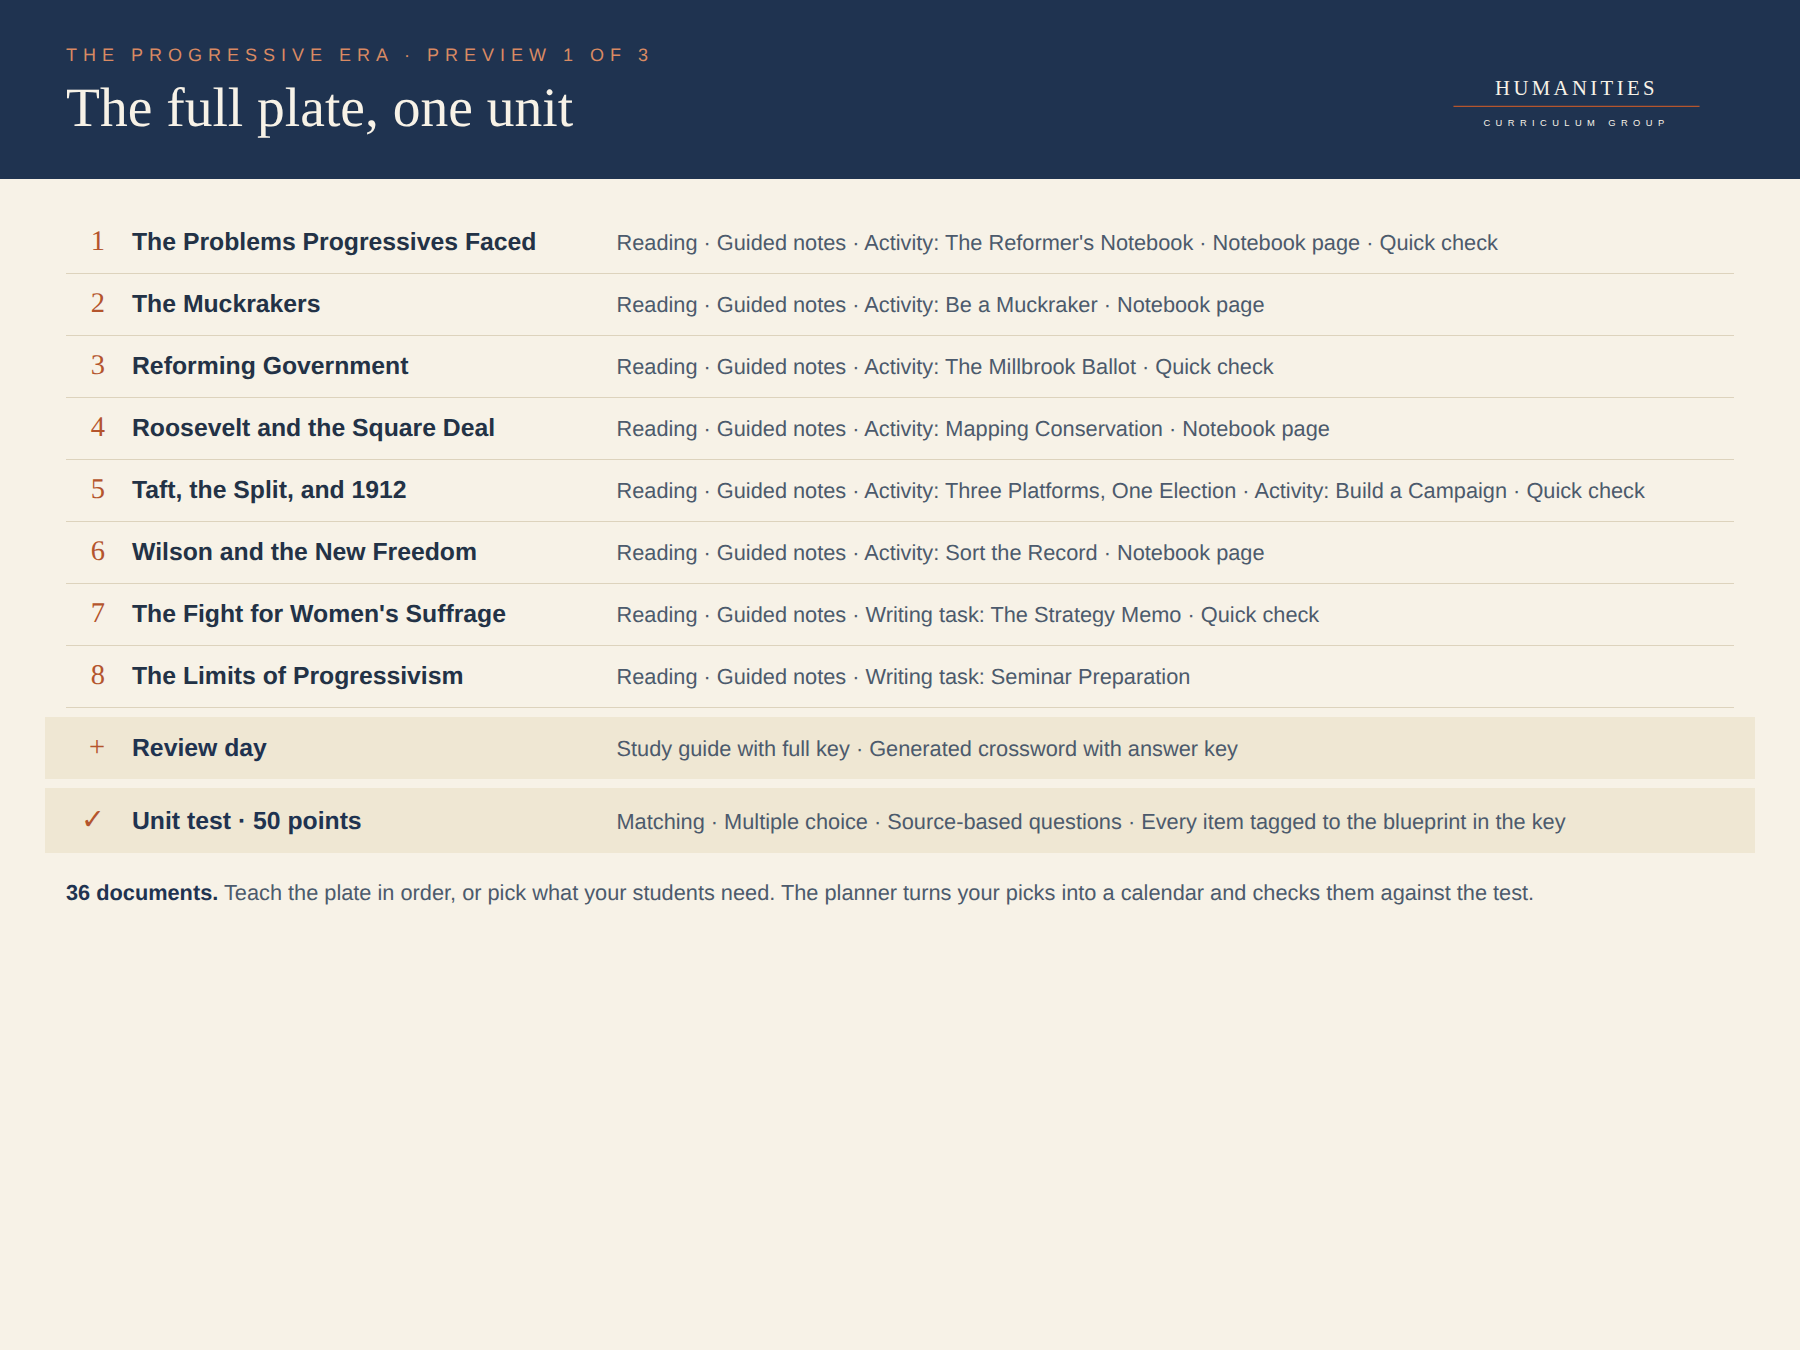 THE PROGRESSIVE ERA · PREVIEW 1 OF 3
The full plate, one unit
HUMANITIES
CURRICULUM GROUP
1 The Problems Progressives Faced Reading · Guided notes · Activity: The Reformer's Notebook · Notebook page · Quick check
2 The Muckrakers Reading · Guided notes · Activity: Be a Muckraker · Notebook page
3 Reforming Government Reading · Guided notes · Activity: The Millbrook Ballot · Quick check
4 Roosevelt and the Square Deal Reading · Guided notes · Activity: Mapping Conservation · Notebook page
5 Taft, the Split, and 1912 Reading · Guided notes · Activity: Three Platforms, One Election · Activity: Build a Campaign · Quick check
6 Wilson and the New Freedom Reading · Guided notes · Activity: Sort the Record · Notebook page
7 The Fight for Women's Suffrage Reading · Guided notes · Writing task: The Strategy Memo · Quick check
8 The Limits of Progressivism Reading · Guided notes · Writing task: Seminar Preparation
+ Review day Study guide with full key · Generated crossword with answer key
✓ Unit test · 50 points Matching · Multiple choice · Source-based questions · Every item tagged to the blueprint in the key
36 documents. Teach the plate in order, or pick what your students need. The planner turns your picks into a calendar and checks them against the test.